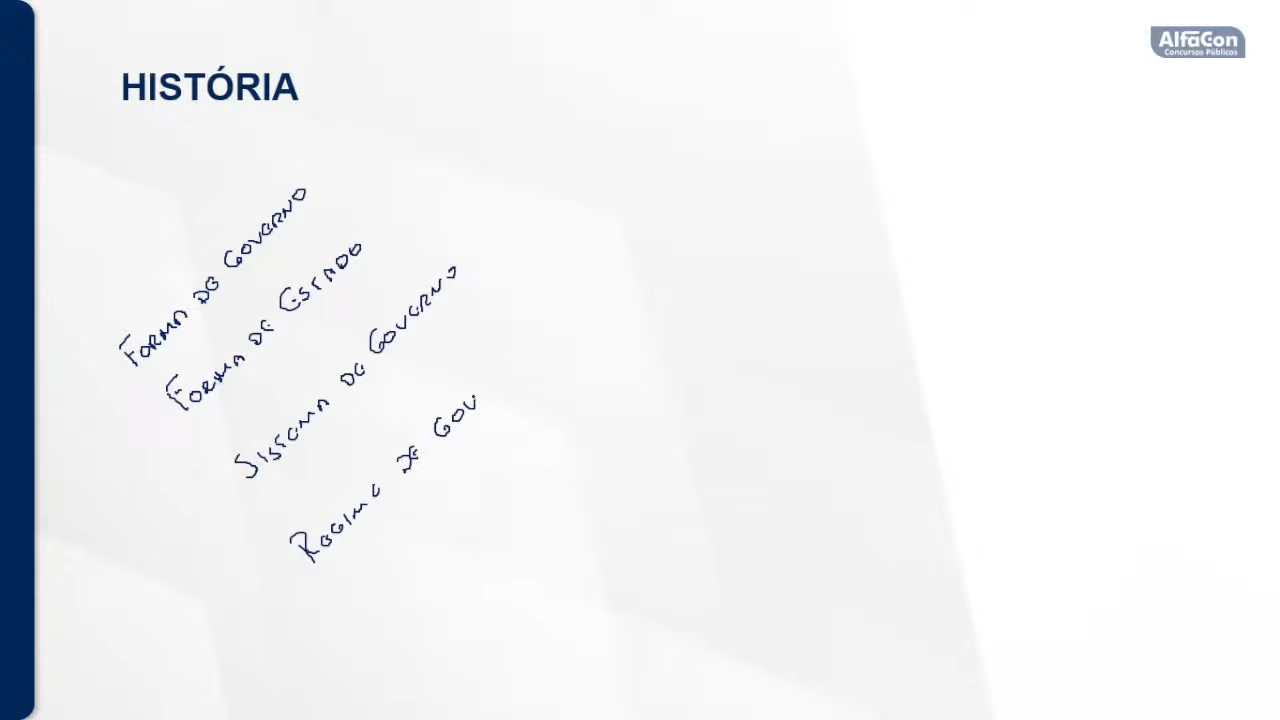 AlfaCon
Concursos Públicos
HISTÓRIA
FORMA DE GOVERNO
FORMA DE ESTADO
SISTEMA DE GOVERNO
REGIME DE GOV